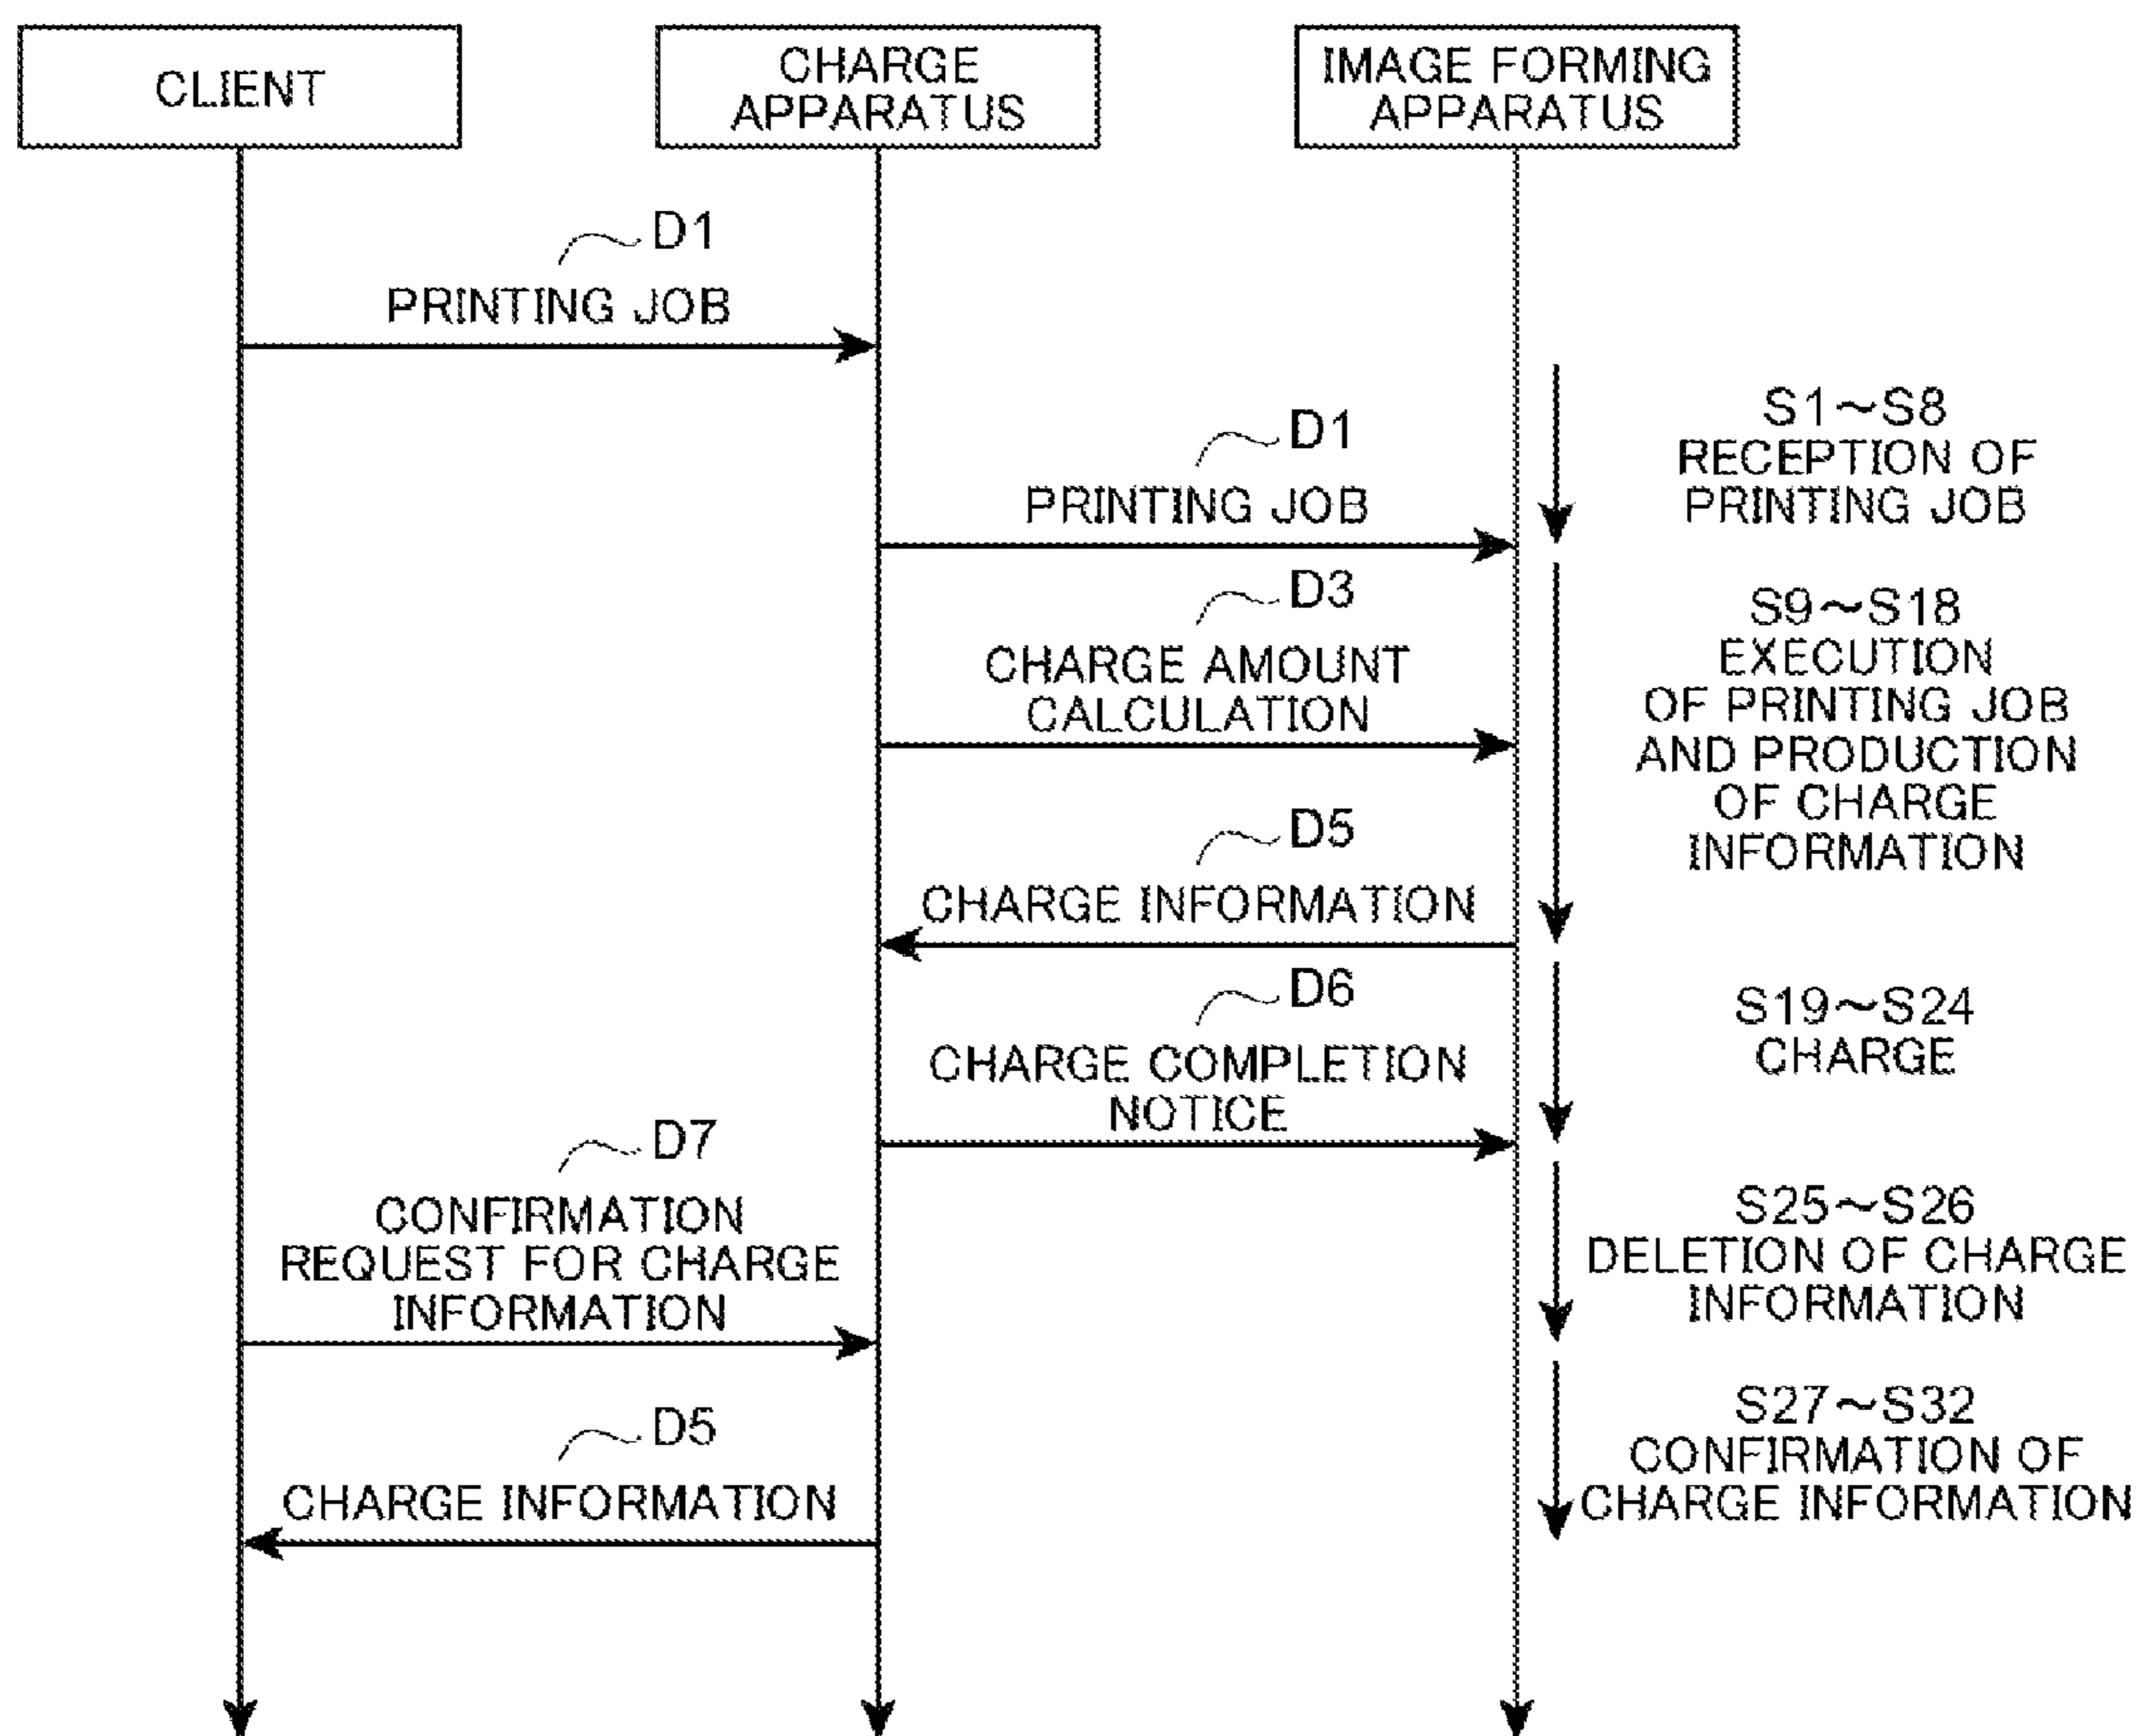 CLIENT
CHARGE
APPARATUS
IMAGE FORMING
APPARATUS
D1
PRINTING JOB
D1
PRINTING JOB
S1~S8
RECEPTION OF
PRINTING JOB
D3
CHARGE AMOUNT
CALCULATION
S9~S18
EXECUTION
OF PRINTING JOB
AND PRODUCTION
OF CHARGE
INFORMATION
D5
CHARGE INFORMATION
D6
CHARGE COMPLETION
NOTICE
S19~S24
CHARGE
D7
CONFIRMATION
REQUEST FOR CHARGE
INFORMATION
S25~S26
DELETION OF CHARGE
INFORMATION
D5
CHARGE INFORMATION
S27~S32
CONFIRMATION OF
CHARGE INFORMATION